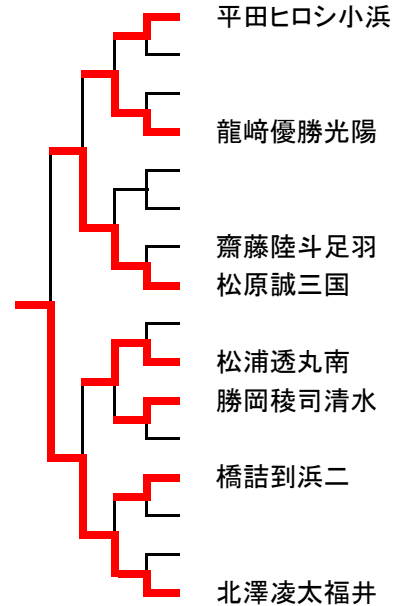 平田ヒロシ小浜
龍﨑優勝光陽
齋藤陸斗足羽
松原誠三国
松浦透丸南
勝岡稜司清水
橋詰到浜二
北澤凌太福井